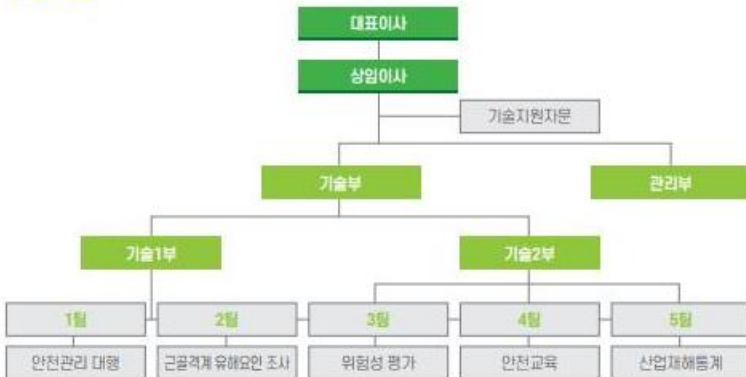 대표이사
상임이사
기술지원자문
기술부
관리부
기술1부
기술2부
1팀
2팀
3팀
4팀
5팀
안전관리 대행
근골격계 유해요인 조사
위험성 평가
안전교육
산업재해통계